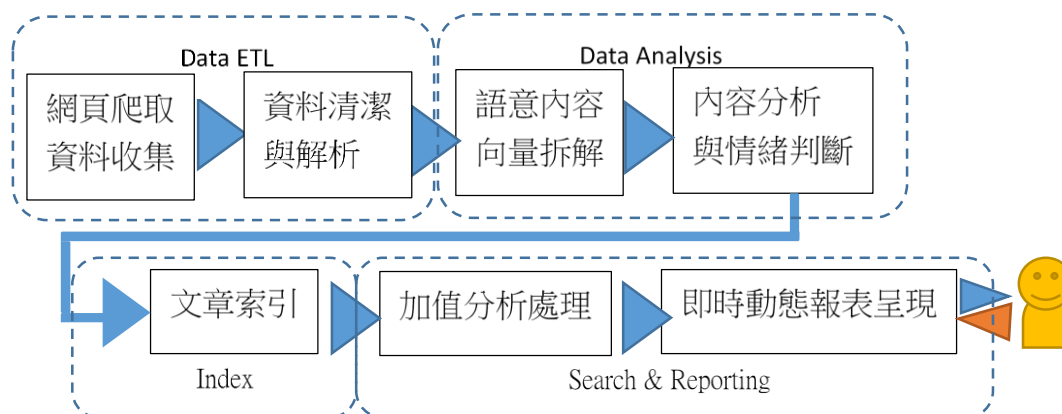 Data ETL
網頁爬取
資料收集
資料清潔
與解析
Data Analysis
語意內容
向量拆解
內容分析
與情緒判斷
文章索引
Index
加值分析處理
即時動態報表呈現
Search & Reporting